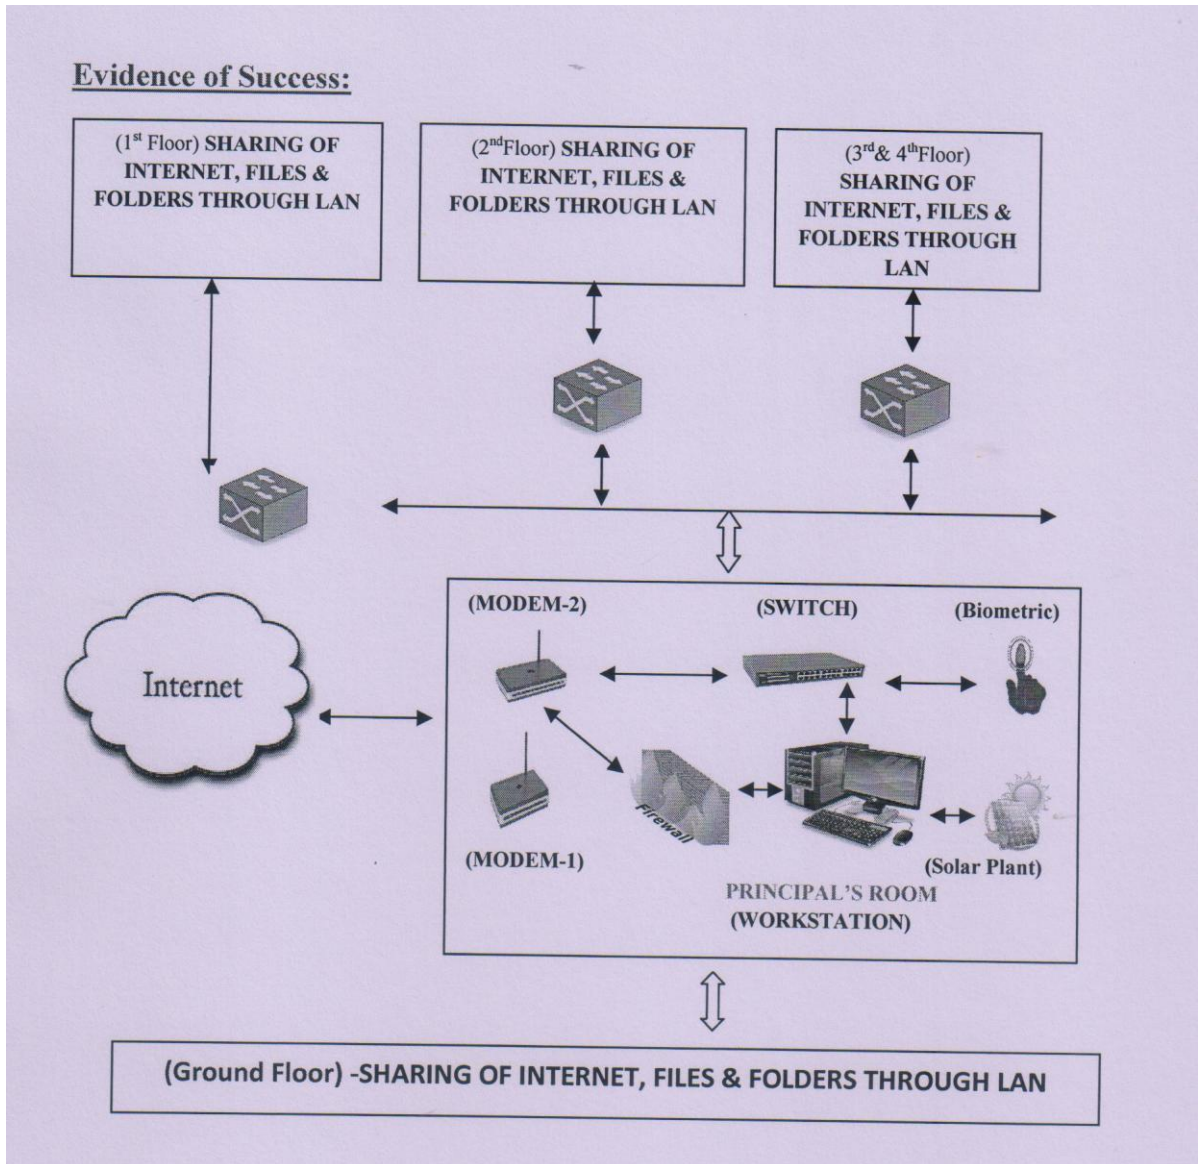 Evidence of Success:
(1st Floor) SHARING OF
INTERNET, FILES &
FOLDERS THROUGH LAN
(2ndFloor) SHARING OF
INTERNET, FILES &
FOLDERS THROUGH LAN
(3rd& 4thFloor)
SHARING OF
INTERNET, FILES &
FOLDERS THROUGH
LAN
Internet
(MODEM-2)
(SWITCH)
(Biometric)
Firewall
(MODEM-1)
(Solar Plant)
PRINCIPAL'S ROOM
(WORKSTATION)
(Ground Floor) -SHARING OF INTERNET, FILES & FOLDERS THROUGH LAN